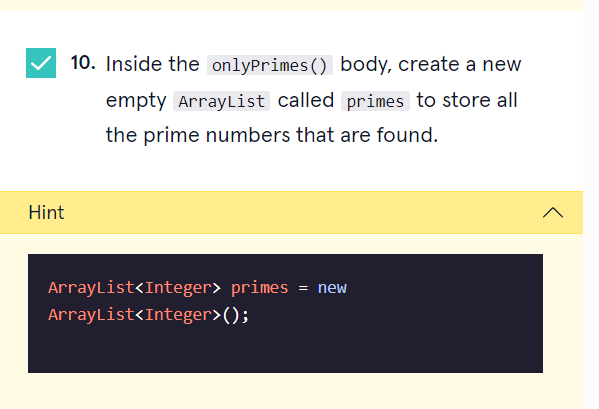 10. Inside the onlyPrimes() body, create a new
empty ArrayList called primes to store all
the prime numbers that are found.
Hint
ArrayList<Integer> primes = new
ArrayList<Integer>();